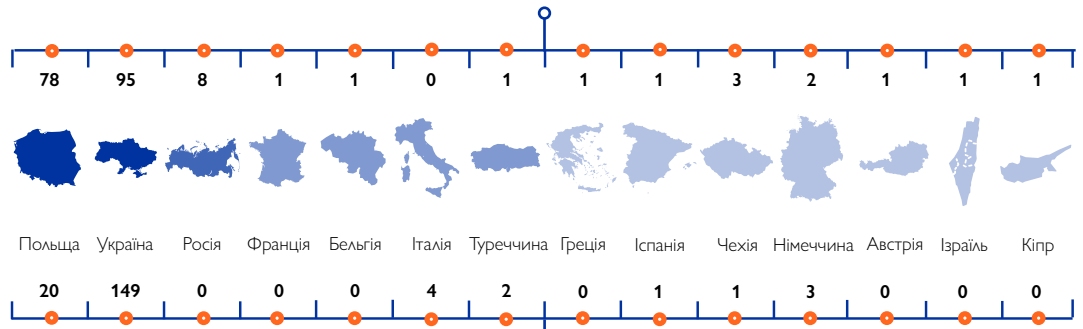 78 95 8 1 1 0 1 1 1 3 2 1 1 1
Польща Україна Росія Франція Бельгія Італія Туреччина Греція Іспанія Чехія Німеччина Австрія Ізраїль Кіпр
20 149 0 0 0 4 2 0 1 1 3 0 0 0